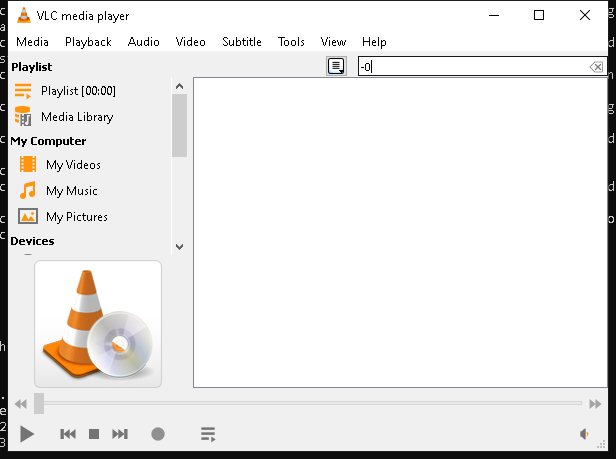 VLC media player
Media Playback Audio Video Subtitle Tools View Help
Playlist
-0
Playlist [00:00]
Media Library
My Computer
My Videos
My Music
My Pictures
Devices